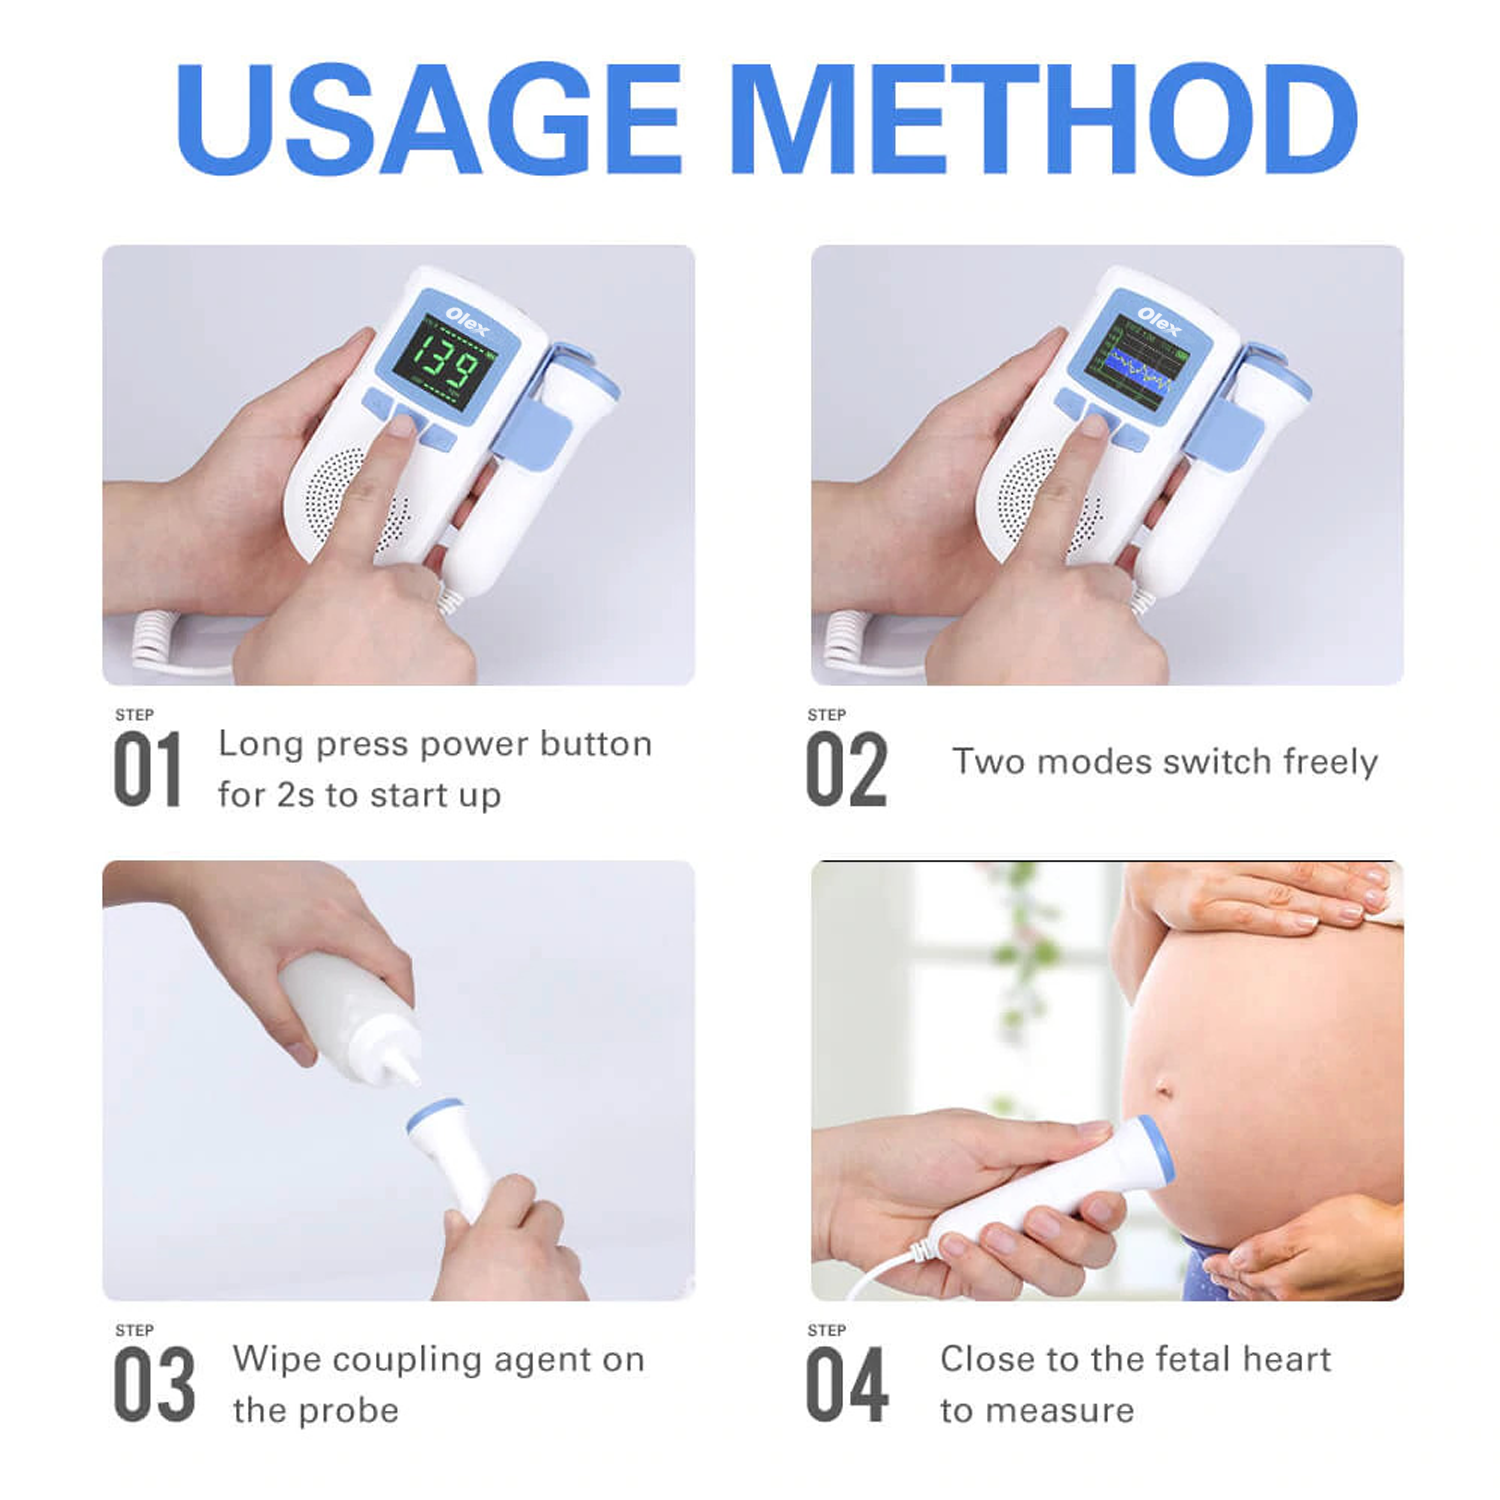 USAGE METHOD
Olex
139
Olex
STEP
01
Long press power button
for 2s to start up
STEP
02
Two modes switch freely
STEP
03
Wipe coupling agent on
the probe
STEP
04
Close to the fetal heart
to measure